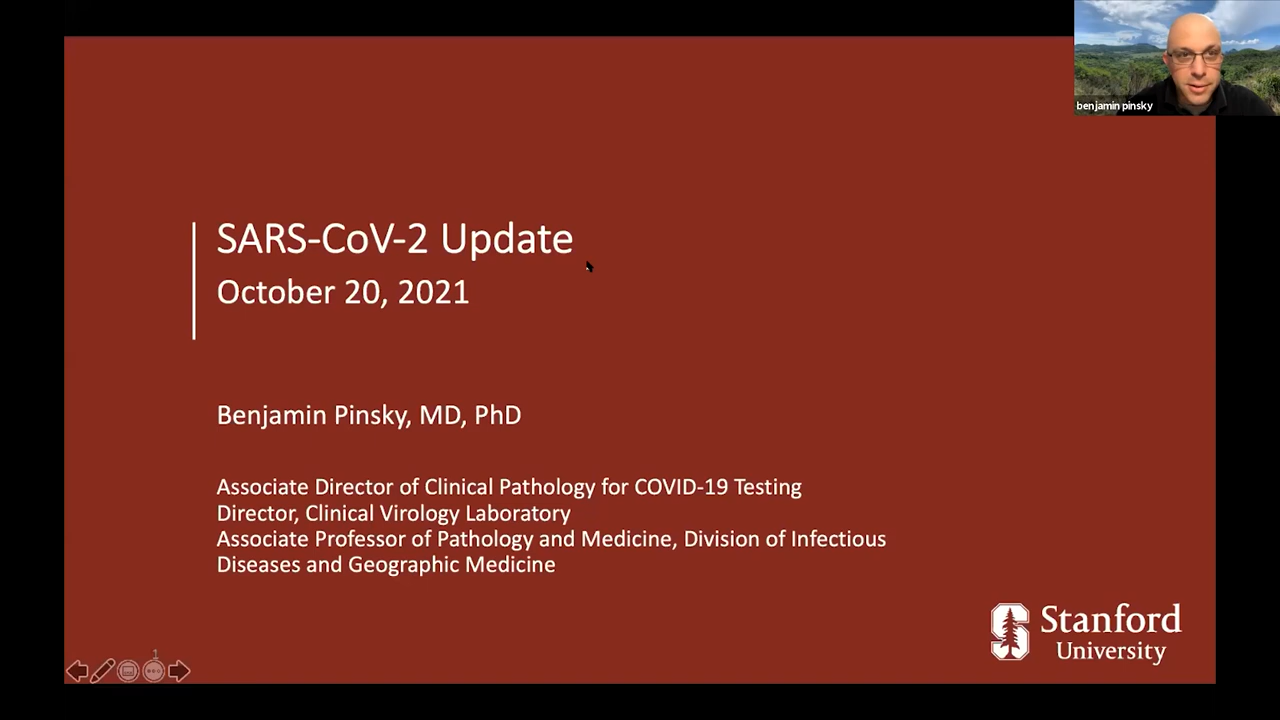 benjamin pinsky
SARS-CoV-2 Update
October 20, 2021
Benjamin Pinsky, MD, PhD
Associate Director of Clinical Pathology for COVID-19 Testing
Director, Clinical Virology Laboratory
Associate Professor of Pathology and Medicine, Division of Infectious
Diseases and Geographic Medicine
Stanford
University
1